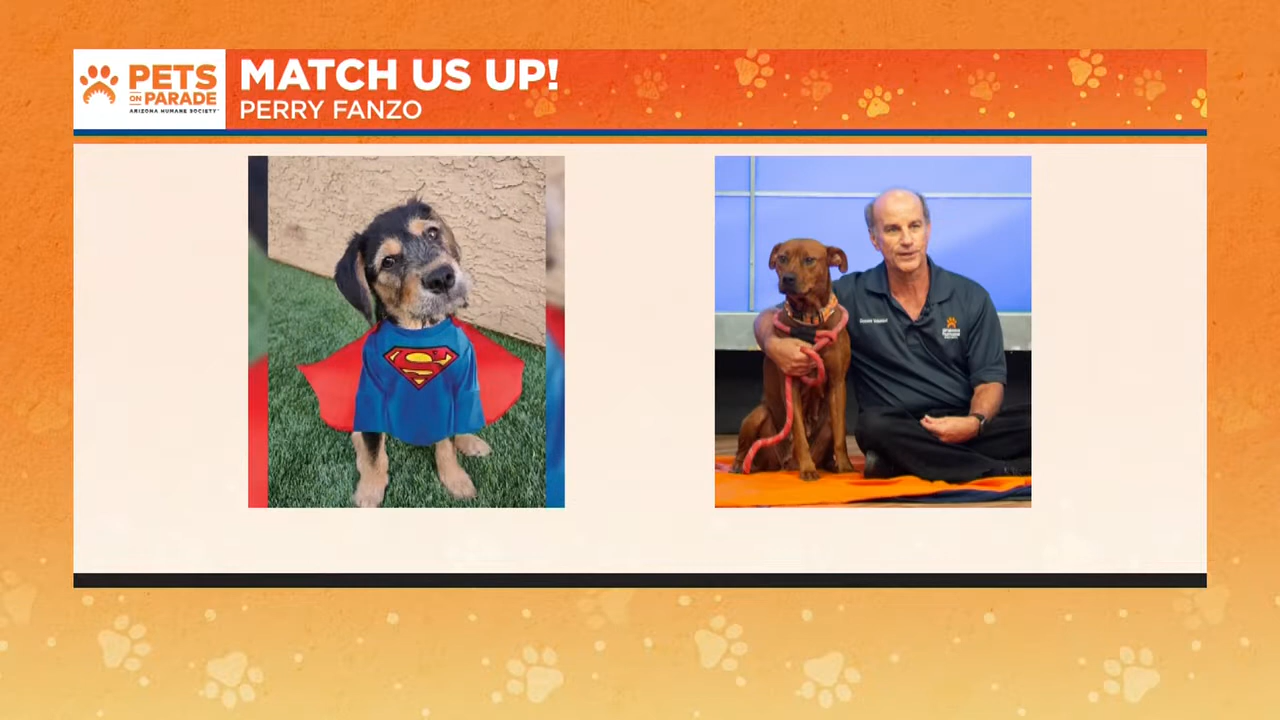 PETS
ON PARADE
ARIZONA HUMANE SOCIETY
MATCH US UP!
PERRY FANZO
S